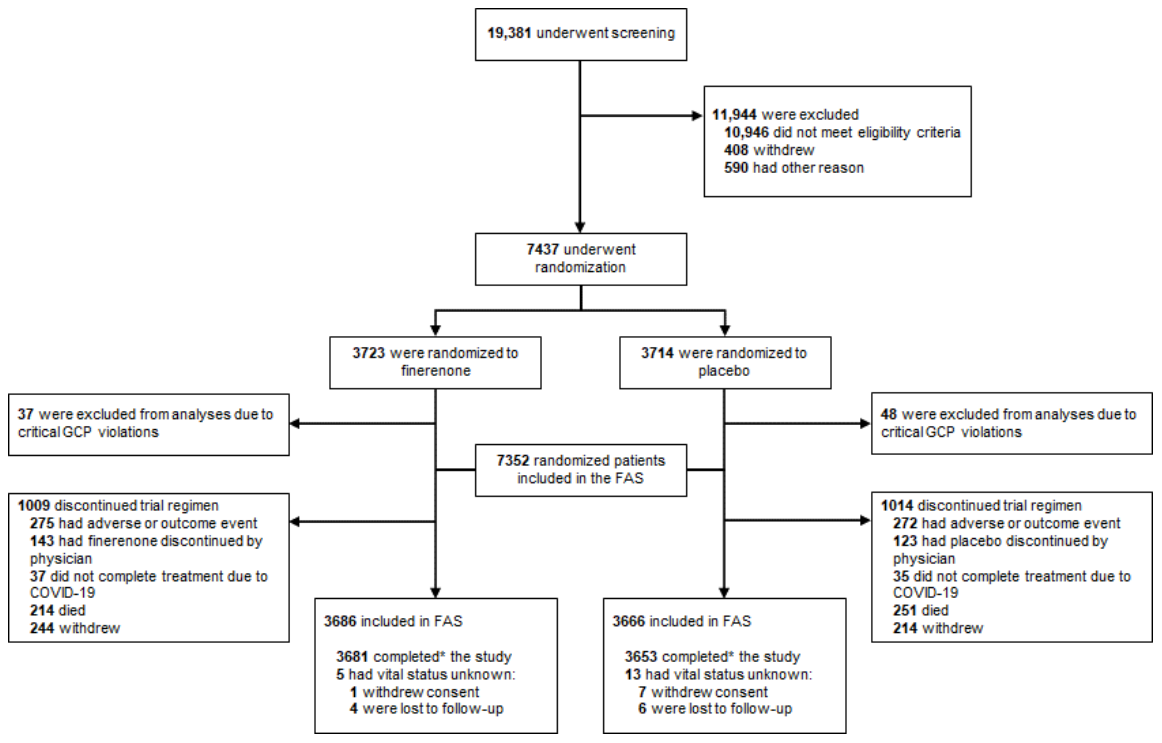 19,381 underwent screening
11,944 were excluded
10,946 did not meet eligibility criteria
408 withdrew
590 had other reason
7437 underwent
randomization
3723 were randomized to
finerenone
3714 were randomized to
placebo
37 were excluded from analyses due to
critical GCP violations
48 were excluded from analyses due to
critical GCP violations
7352 randomized patients
included in the FAS
1009 discontinued trial regimen
275 had adverse or outcome event
143 had finerenone discontinued by
physician
37 did not complete treatment due to
COVID-19
214 died
244 withdrew
1014 discontinued trial regimen
272 had adverse or outcome event
123 had placebo discontinued by
physician
35 did not complete treatment due to
COVID-19
251 died
214 withdrew
3686 included in FAS
3681 completed* the study
5 had vital status unknown:
1 withdrew consent
4 were lost to follow-up
3666 included in FAS
3653 completed* the study
13 had vital status unknown:
7 withdrew consent
6 were lost to follow-up